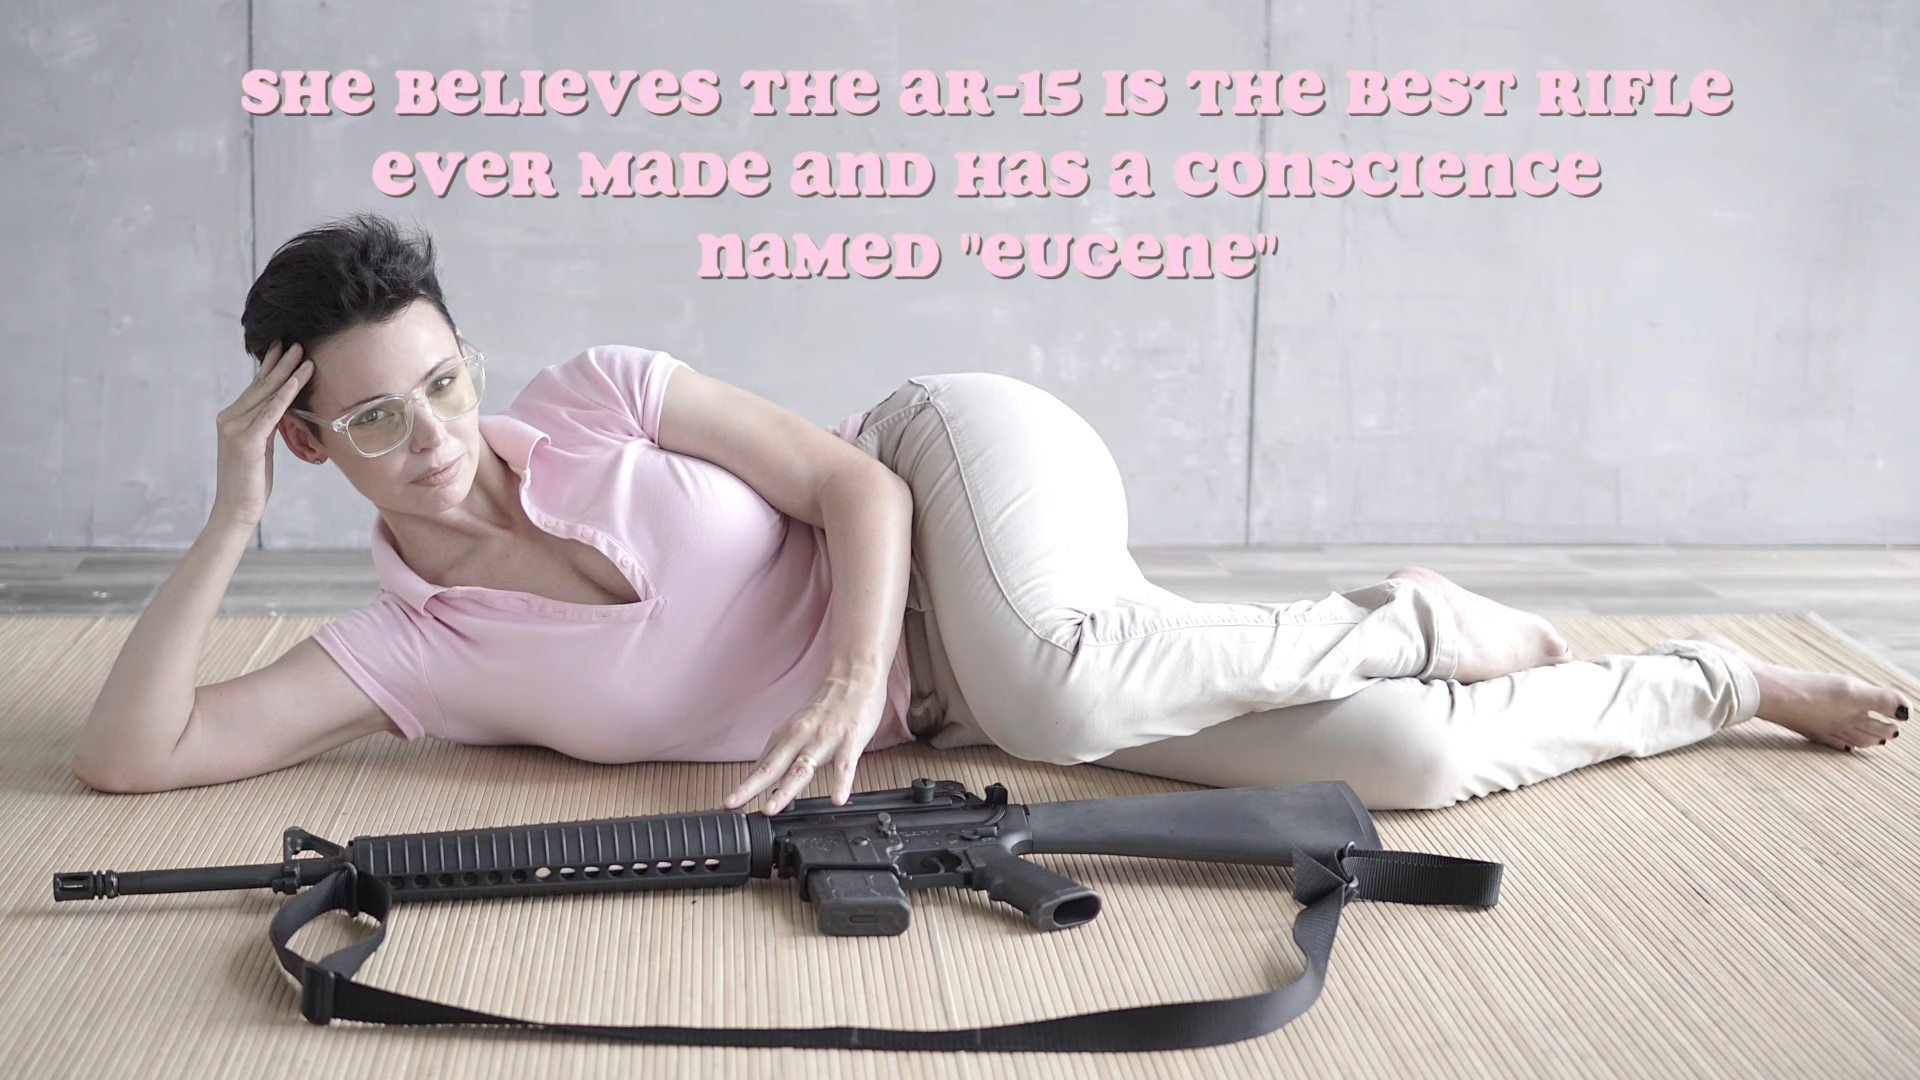 SHE BELIEVES THE AR-15 IS THE BEST RIFLE
EVER MADE AND HAS A CONSCIENCE
NAMED "EUGENE"